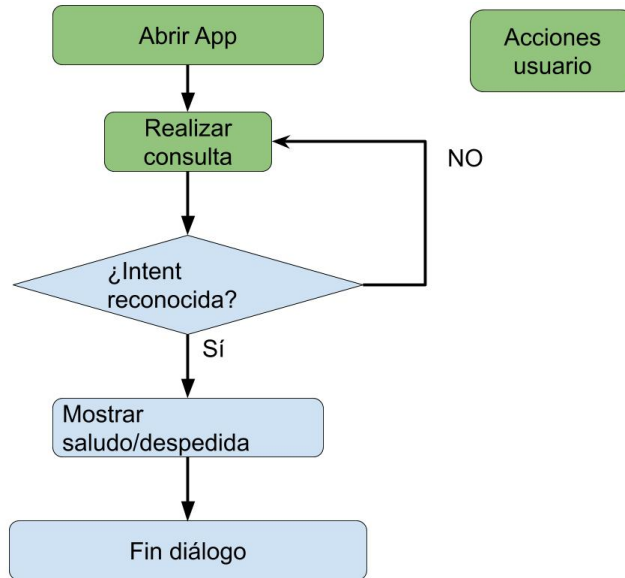 Abrir App
Acciones
usuario
Realizar
consulta
NO
¿Intent
reconocida?
Sí
Mostrar
saludo/despedida
Fin diálogo